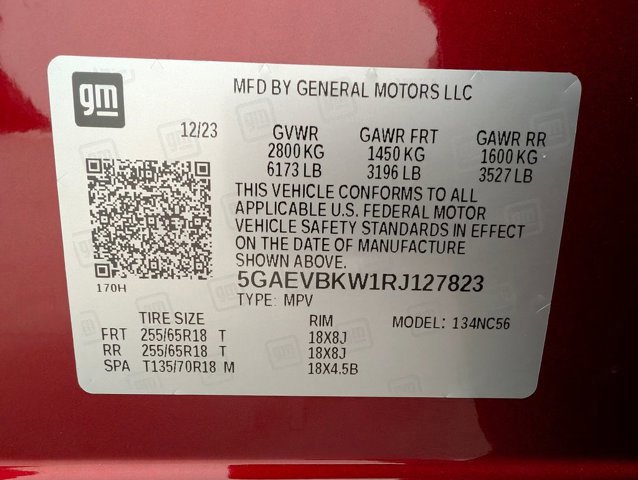 gm
MFD BY GENERAL MOTORS LLC
12/23 GVWR GAWR FRT GAWR RR
2800 KG 1450 KG 1600 KG
6173 LB 3196 LB 3527 LB
THIS VEHICLE CONFORMS TO ALL
APPLICABLE U.S. FEDERAL MOTOR
VEHICLE SAFETY STANDARDS IN EFFECT
ON THE DATE OF MANUFACTURE
SHOWN ABOVE.
170H
5GAEVBKW1RJ127823
TYPE: MPV
TIRE SIZE RIM MODEL: 134NC56
FRT 255/65R18 T 18X8J
RR 255/65R18 T 18X8J
SPA T135/70R18 M 18X4.5B